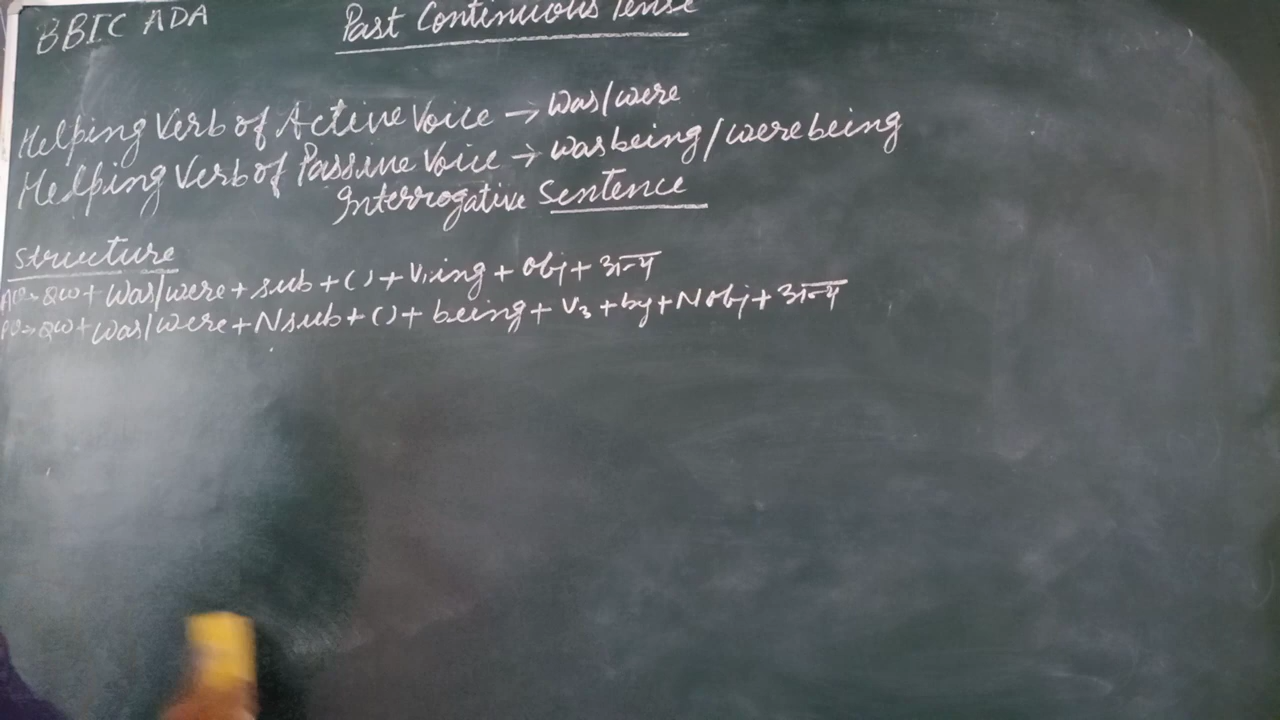 BBIC ADA
Past Continuous Tense
Helping Verb of Active Voice → was/were
Helping Verb of Passive Voice → was being/were being
Interrogative Sentence
Structure
AV→QW + was/were + sub + () + V₁ing + obj + अन्य
PV→QW + was/were + N sub + () + being + V₃ + by + N obj + अन्य